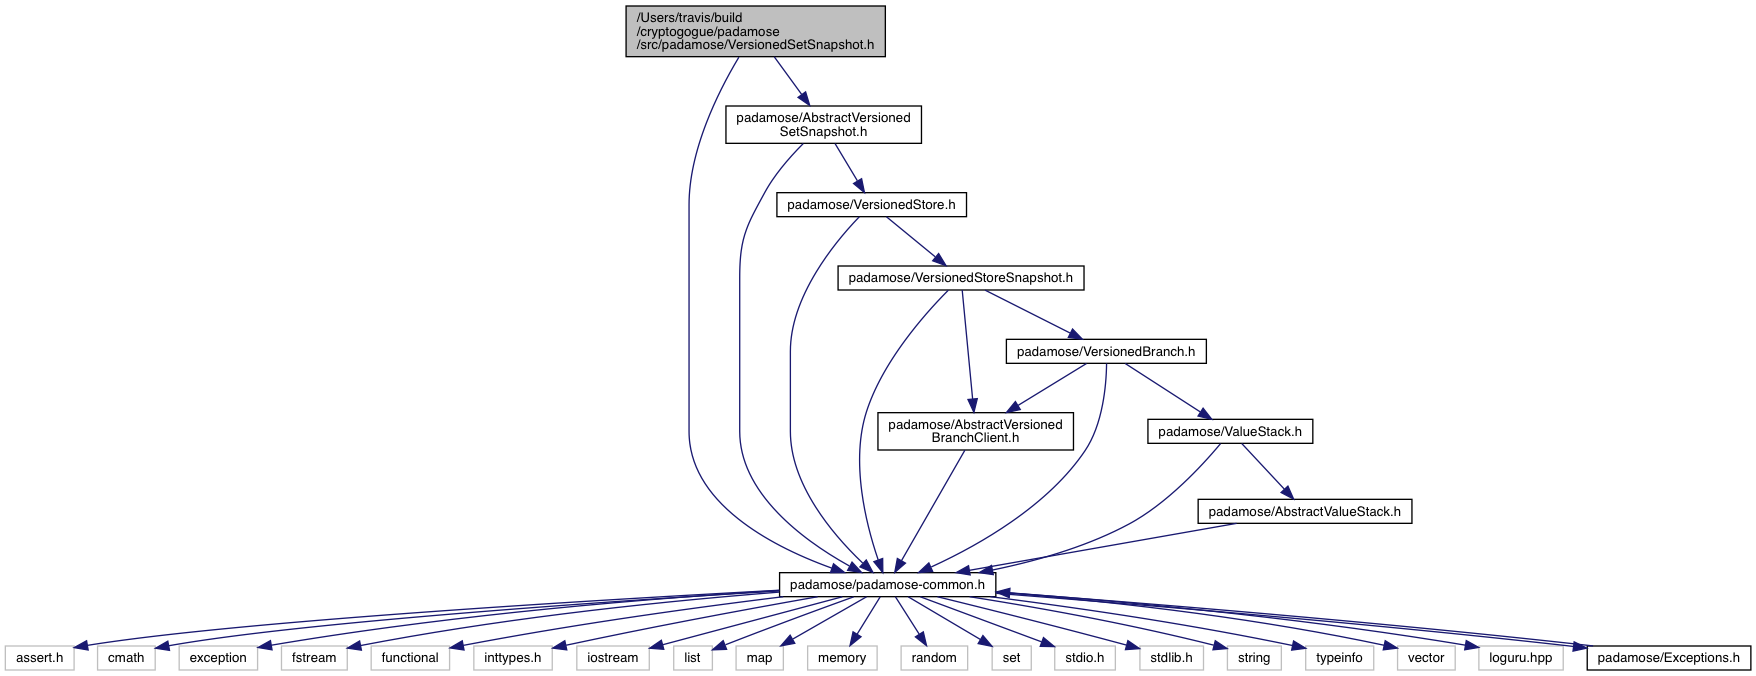 /Users/travis/build
/cryptogogue/padamose
/src/padamose/VersionedSetSnapshot.h
padamose/AbstractVersioned
SetSnapshot.h
padamose/VersionedStore.h
padamose/VersionedStoreSnapshot.h
padamose/VersionedBranch.h
padamose/AbstractVersioned
BranchClient.h
padamose/ValueStack.h
padamose/AbstractValueStack.h
padamose/padamose-common.h
assert.h
cmath
exception
fstream
functional
inttypes.h
iostream
list
map
memory
random
set
stdio.h
stdlib.h
string
typeinfo
vector
loguru.hpp
padamose/Exceptions.h